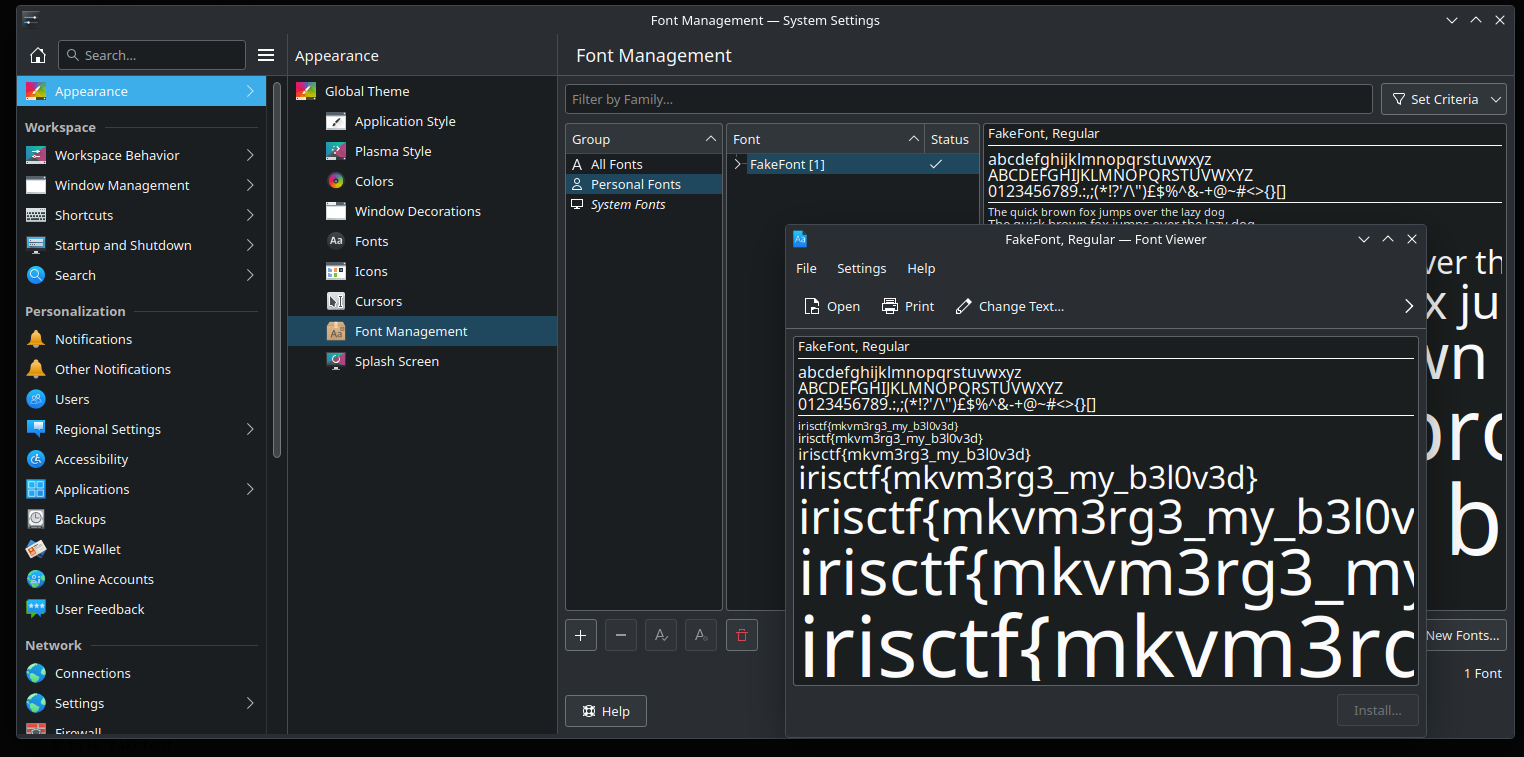 Font Management — System Settings
Search...
Appearance
Font Management
Appearance
Workspace
Workspace Behavior
Window Management
Shortcuts
Startup and Shutdown
Search
Personalization
Notifications
Other Notifications
Users
Regional Settings
Accessibility
Applications
Backups
KDE Wallet
Online Accounts
User Feedback
Network
Connections
Settings
Firewall
Global Theme
Application Style
Plasma Style
Colors
Window Decorations
Aa Fonts
Icons
Cursors
Font Management
Splash Screen
Filter by Family...
Set Criteria
Group
A All Fonts
Personal Fonts
System Fonts
Font Status
FakeFont [1]
FakeFont, Regular
abcdefghijklmnopqrstuvwxyz
ABCDEFGHIJKLMNOPQRSTUVWXYZ
0123456789.:,;(*!?'/\")£$%^&-+@~#<>{}[]
The quick brown fox jumps over the lazy dog
The quick brown fox jumps over the lazy dog
ver th
x ju
wn
b
FakeFont, Regular — Font Viewer
File Settings Help
Open Print Change Text...
FakeFont, Regular
abcdefghijklmnopqrstuvwxyz
ABCDEFGHIJKLMNOPQRSTUVWXYZ
0123456789.:,;(*!?'/\")£$%^&-+@~#<>{}[]
irisctf{mkvm3rg3_my_b3l0v3d}
irisctf{mkvm3rg3_my_b3l0v3d}
irisctf{mkvm3rg3_my_b3l0v3d}
irisctf{mkvm3rg3_my_b3l0v3d}
irisctf{mkvm3rg3_my_b3l0v
irisctf{mkvm3rg3_my
irisctf{mkvm3r
Install...
New Fonts...
1 Font
Help